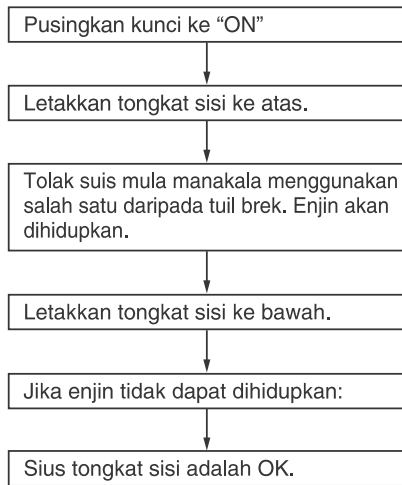 Pusingkan kunci ke “ON”
Letakkan tongkat sisi ke atas.
Tolak suis mula manakala menggunakan
salah satu daripada tuil brek. Enjin akan
dihidupkan.
Letakkan tongkat sisi ke bawah.
Jika enjin tidak dapat dihidupkan:
Sius tongkat sisi adalah OK.